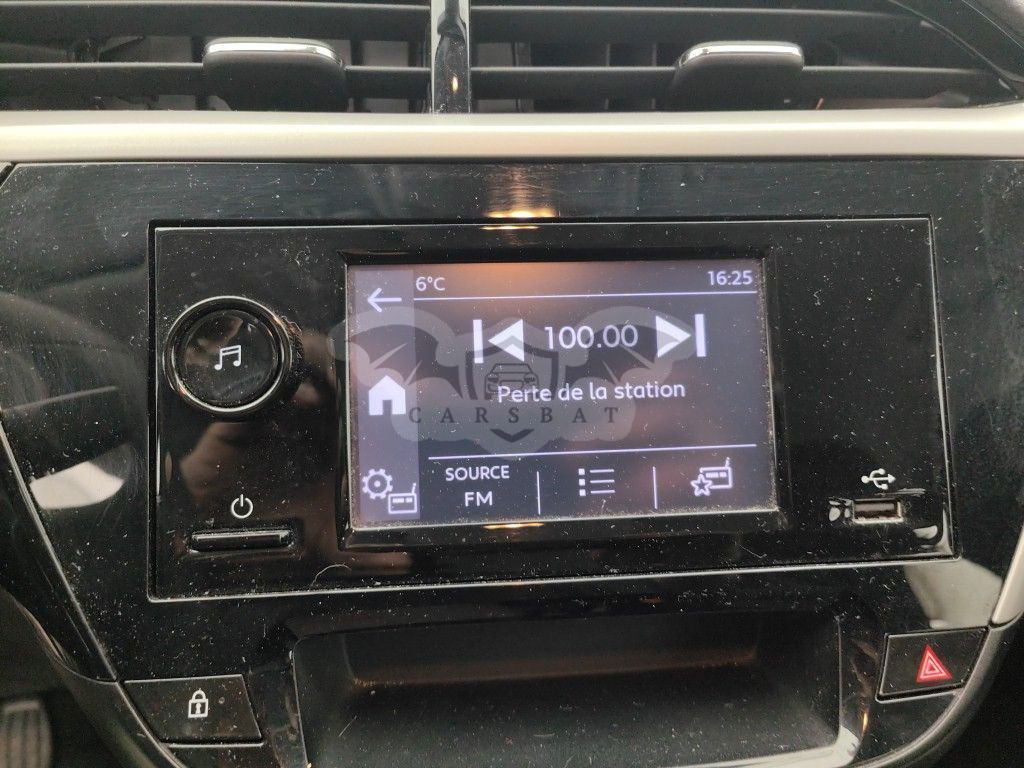 6°C
16:25
100.00
Perte de la station
CARSBAT
SOURCE
FM